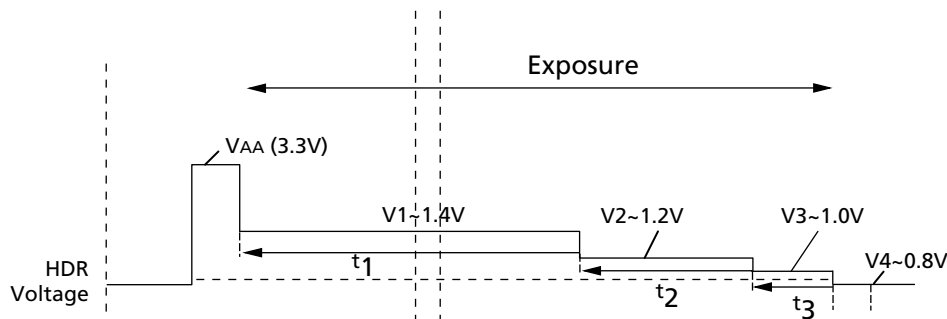 Exposure
VAA (3.3V)
V1~1.4V
V2~1.2V
V3~1.0V
t1
HDR
Voltage
V4~0.8V
t2
t3